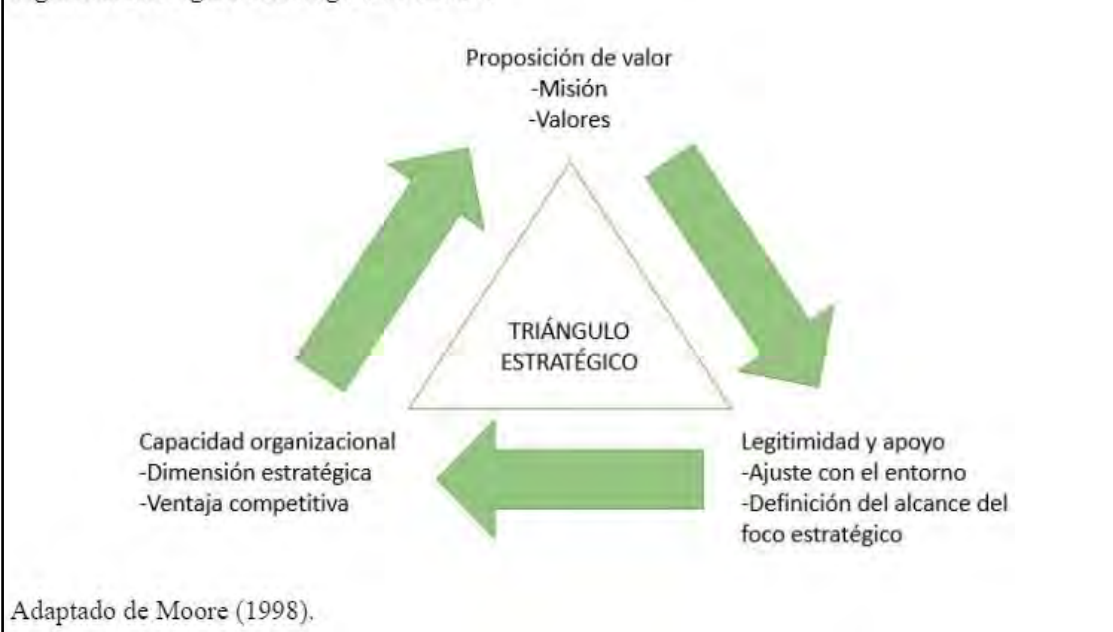 Proposición de valor
-Misión
-Valores
TRIÁNGULO
ESTRATÉGICO
Capacidad organizacional
-Dimensión estratégica
-Ventaja competitiva
Legitimidad y apoyo
-Ajuste con el entorno
-Definición del alcance del
foco estratégico
Adaptado de Moore (1998).